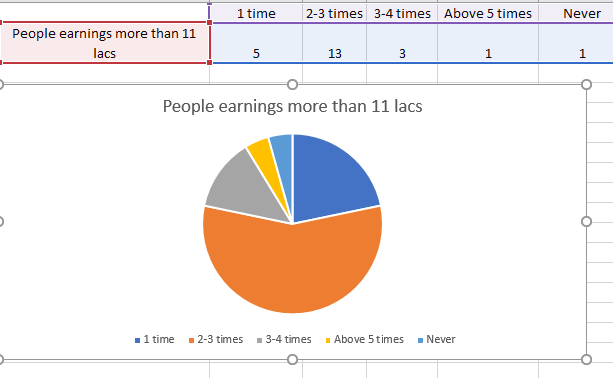 1 time 2-3 times 3-4 times Above 5 times Never
People earnings more than 11
lacs 5 13 3 1 1
People earnings more than 11 lacs
1 time 2-3 times 3-4 times Above 5 times Never